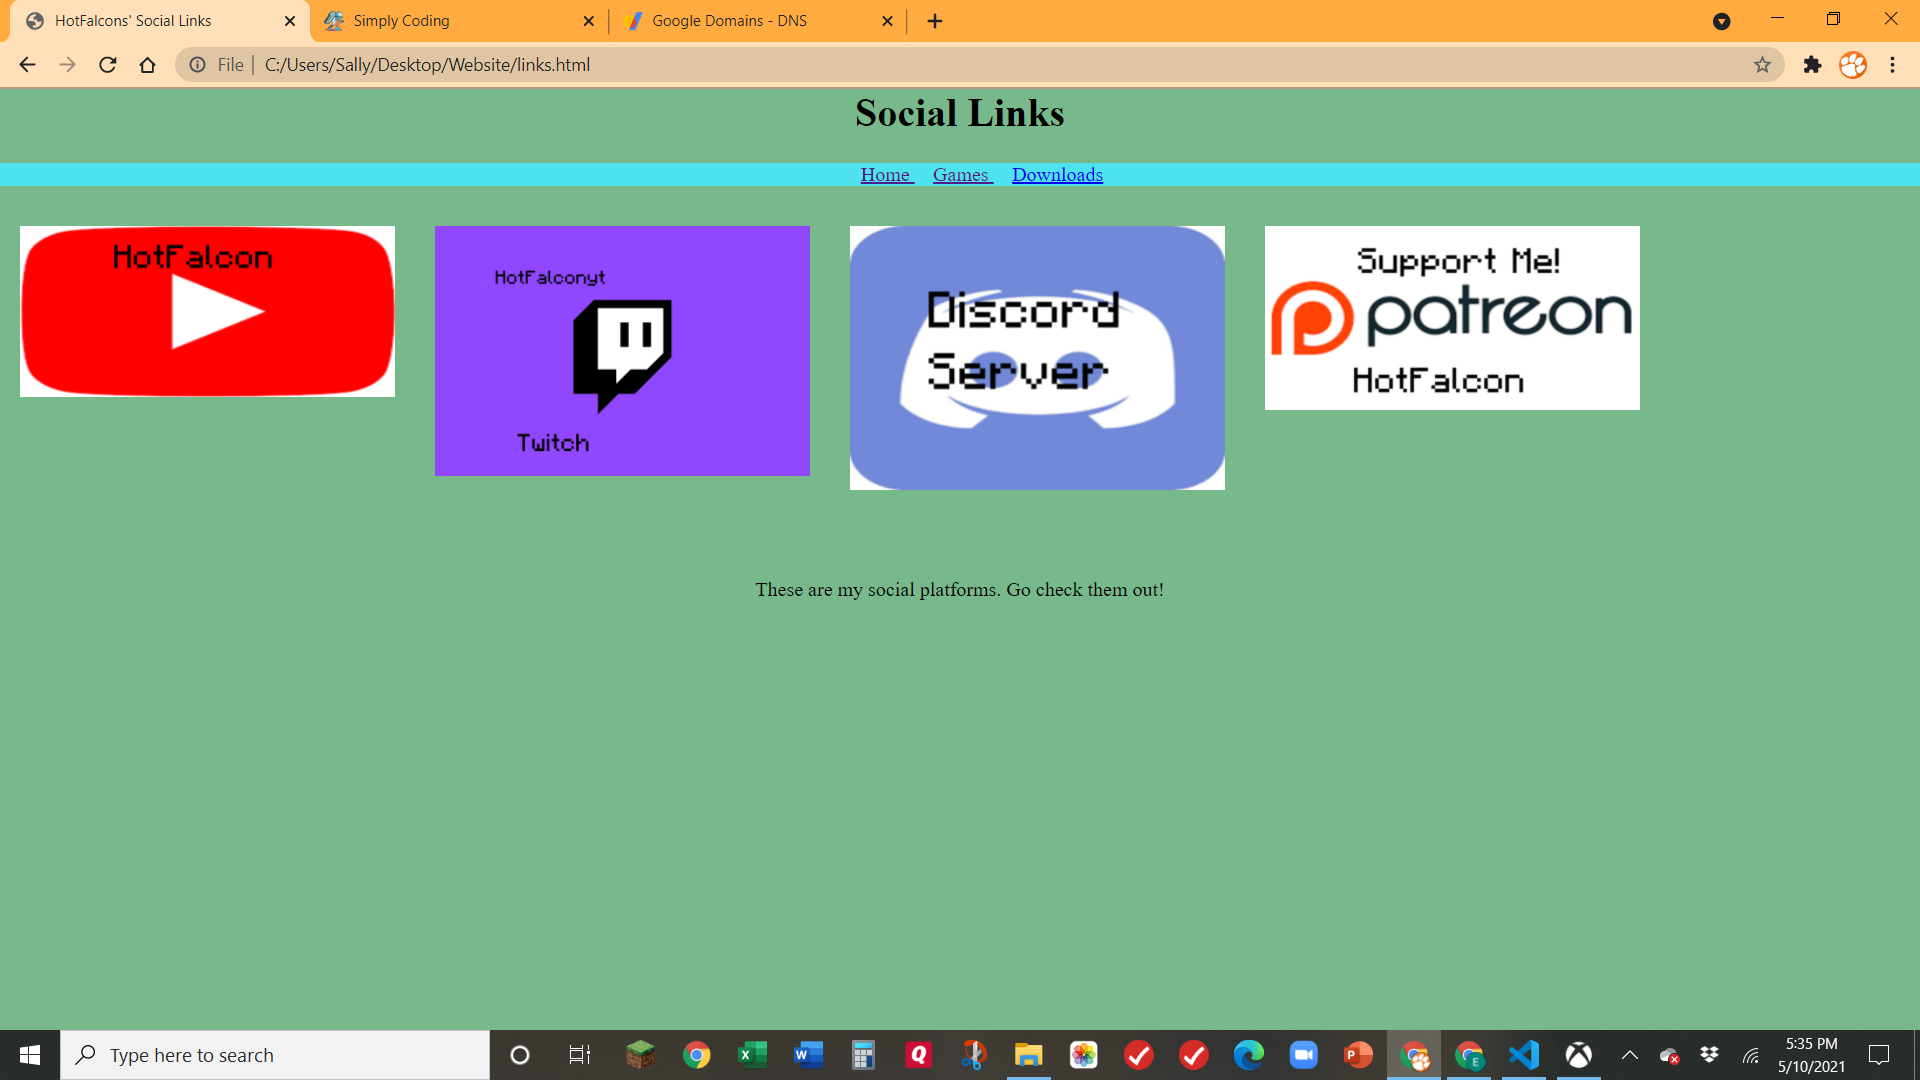 HotFalcons' Social Links
Simply Coding
Google Domains - DNS
File | C:/Users/Sally/Desktop/Website/links.html
Social Links
Home Games Downloads
HotFalcon
HotFalconyt
Twitch
Discord
Server
Support Me!
patreon
HotFalcon
These are my social platforms. Go check them out!
Type here to search
5:35 PM
5/10/2021